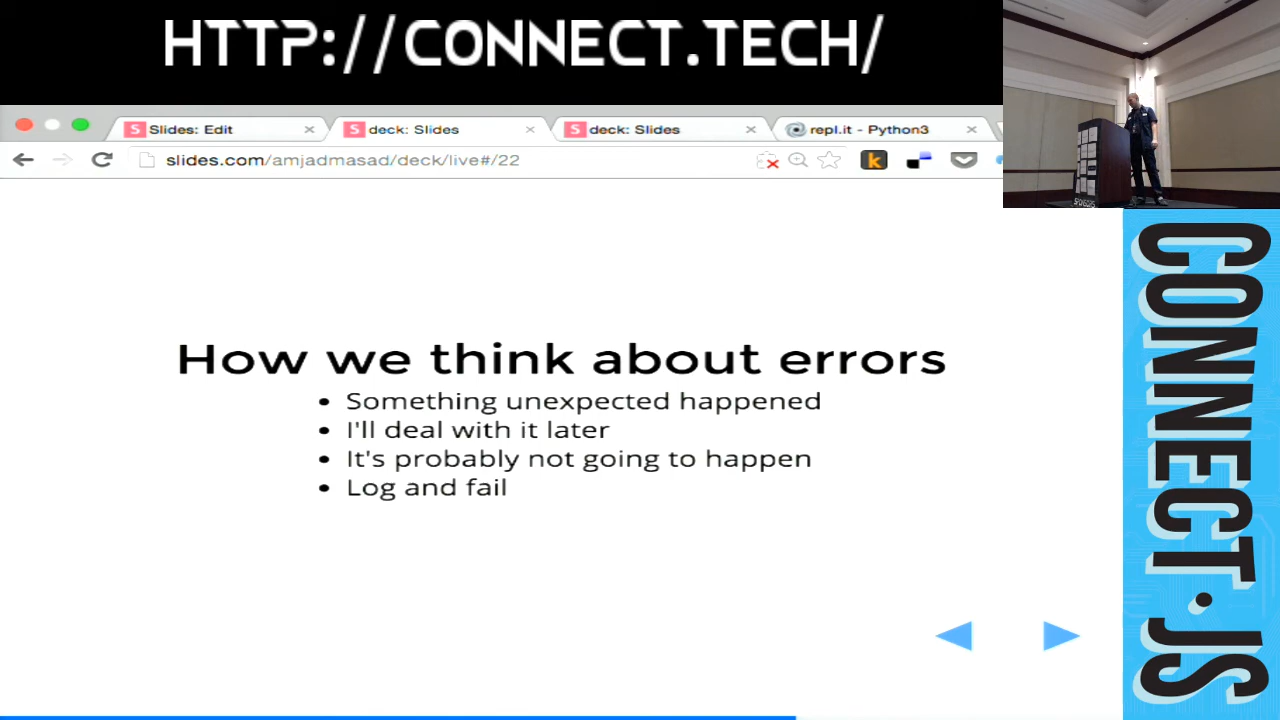 HTTP://CONNECT.TECH/
Slides: Edit
deck: Slides
deck: Slides
repl.it - Python3
slides.com/amjadmasad/deck/live#/22
How we think about errors
Something unexpected happened
I'll deal with it later
It's probably not going to happen
Log and fail
CONNECT.JS